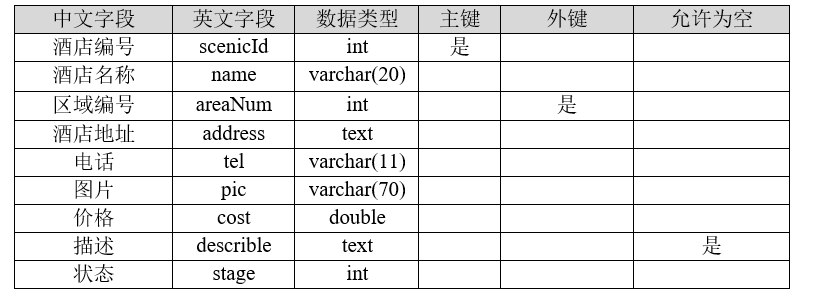 中文字段 英文字段 数据类型 主键 外键 允许为空
酒店编号 scenicId int 是
酒店名称 name varchar(20)
区域编号 areaNum int 是
酒店地址 address text
电话 tel varchar(11)
图片 pic varchar(70)
价格 cost double
描述 describle text 是
状态 stage int